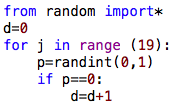 from random import*
d=0
for j in range (19):
    p=randint(0,1)
    if p==0:
        d=d+1